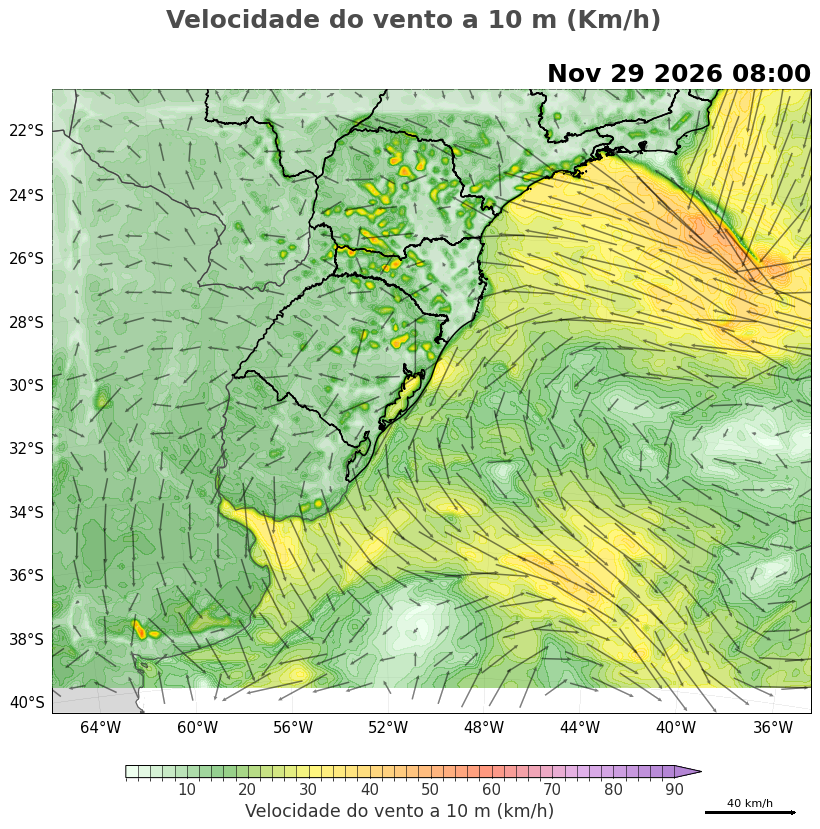 Velocidade do vento a 10 m (Km/h)
Nov 29 2026 08:00
22°S
24°S
26°S
28°S
30°S
32°S
34°S
36°S
38°S
40°S
64°W 60°W 56°W 52°W 48°W 44°W 40°W 36°W
10 20 30 40 50 60 70 80 90
Velocidade do vento a 10 m (km/h)
40 km/h